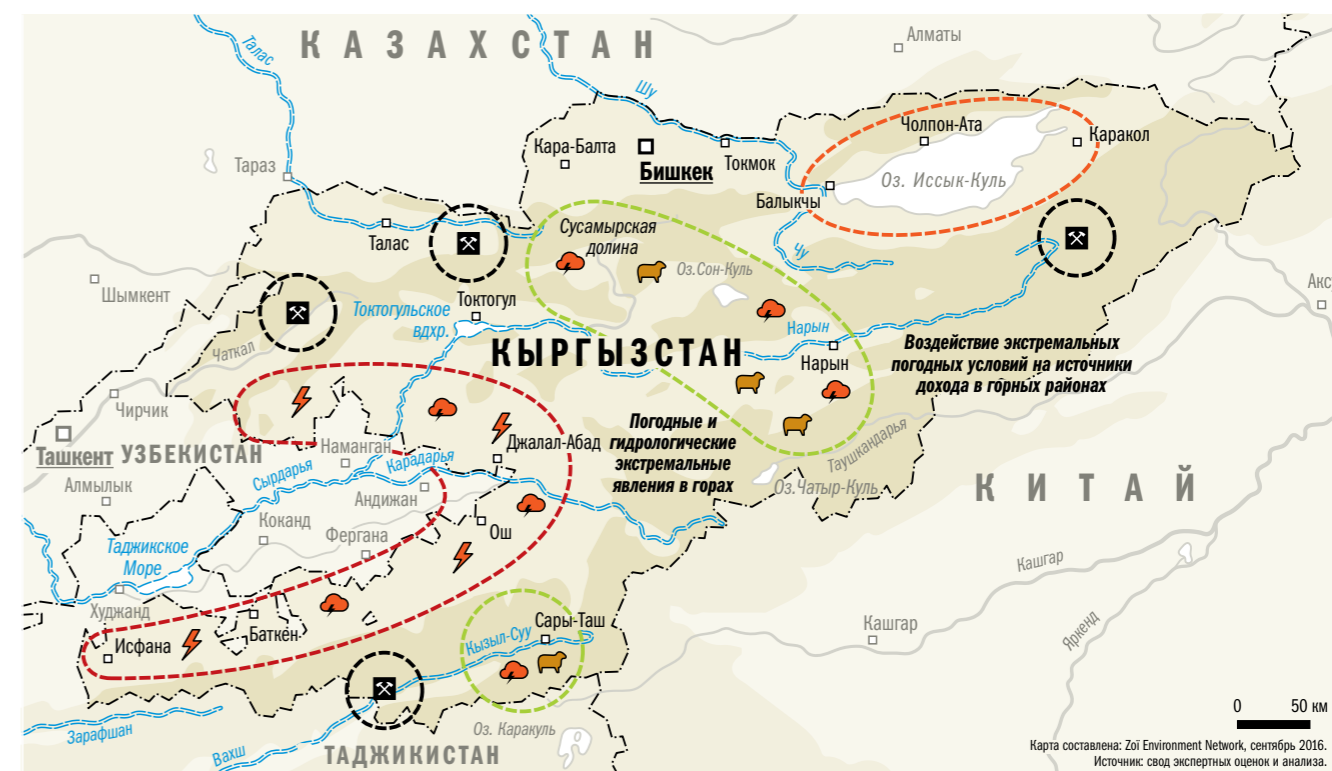 КАЗАХСТАН
Алматы
Талас
Шу
Чолпон-Ата
Каракол
Кара-Балта
Бишкек
Токмок
Тараз
Оз. Иссык-Куль
Балыкчы
Талас
Сусамырская
долина
Чу
Оз.Сон-Куль
Шымкент
Токтогульское
вдхр.
Токтогул
Акс
Чаткал
КЫРГЫЗСТАН
Нарын
Нарын
Воздействие экстремальных
погодных условий на источники
дохода в горных районах
Чирчик
Погодные и
гидрологические
экстремальные
явления в горах
Ташкент
УЗБЕКИСТАН
Наманган
Джалал-Абад
Таушкандарья
Сырдарья
Карадарья
Алмылык
Андижан
Оз.Чатыр-Куль
КИТАЙ
Коканд
Ош
Фергана
Таджикское
Море
Кашгар
Худжанд
Баткен
Сары-Таш
Кашгар
Исфана
Кызыл-Суу
Яркенд
Зарафшан
Вахш
ТАДЖИКИСТАН
Оз. Каракуль
0 50 км
Карта составлена: Zoï Environment Network, сентябрь 2016.
Источник: свод экспертных оценок и анализа.